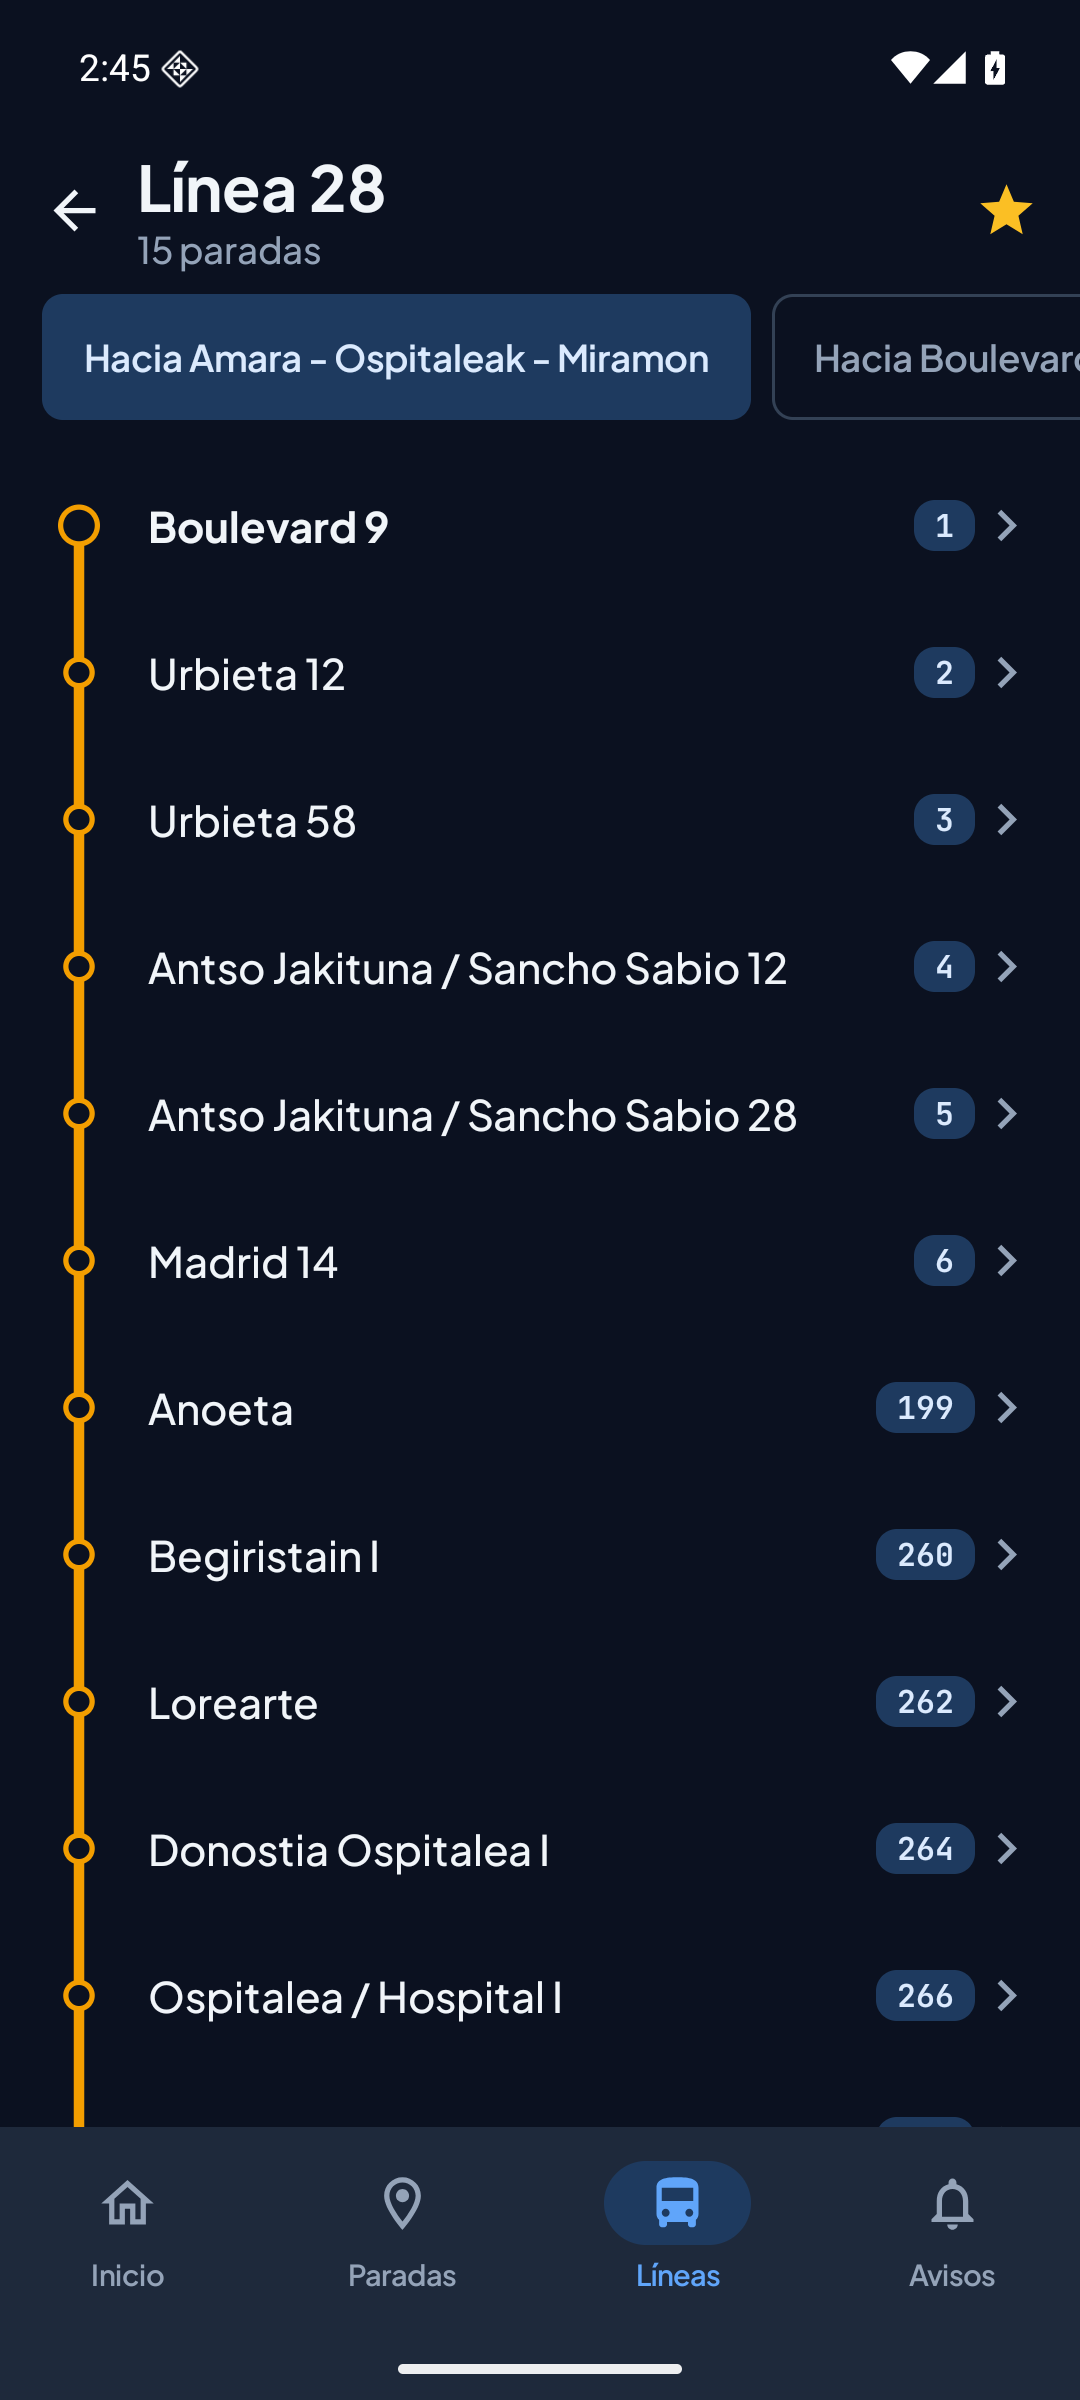 2:45
Línea 28
15 paradas
Hacia Amara - Ospitaleak - Miramon
Hacia
Boulevard 9
1
Urbieta 12
2
Urbieta 58
3
Antso Jakituna / Sancho Sabio 12
4
Antso Jakituna / Sancho Sabio 28
5
Madrid 14
6
Anoeta
199
Begiristain I
260
Lorearte
262
Donostia Ospitalea I
264
Ospitalea / Hospital I
266
Inicio
Paradas
Líneas
Avisos